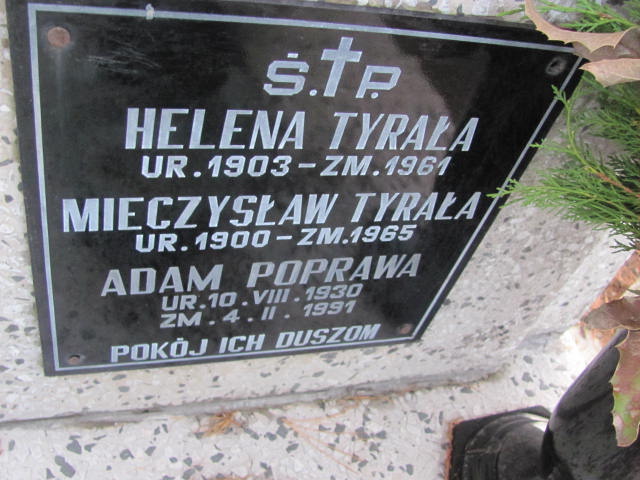 Ś.†P.
HELENA TYRAŁA
UR.1903 - ZM.1961
MIECZYSŁAW TYRAŁA
UR.1900 - ZM.1965
ADAM POPRAWA
UR.10.VIII.1930
ZM.4.II.1991
POKÓJ ICH DUSZOM